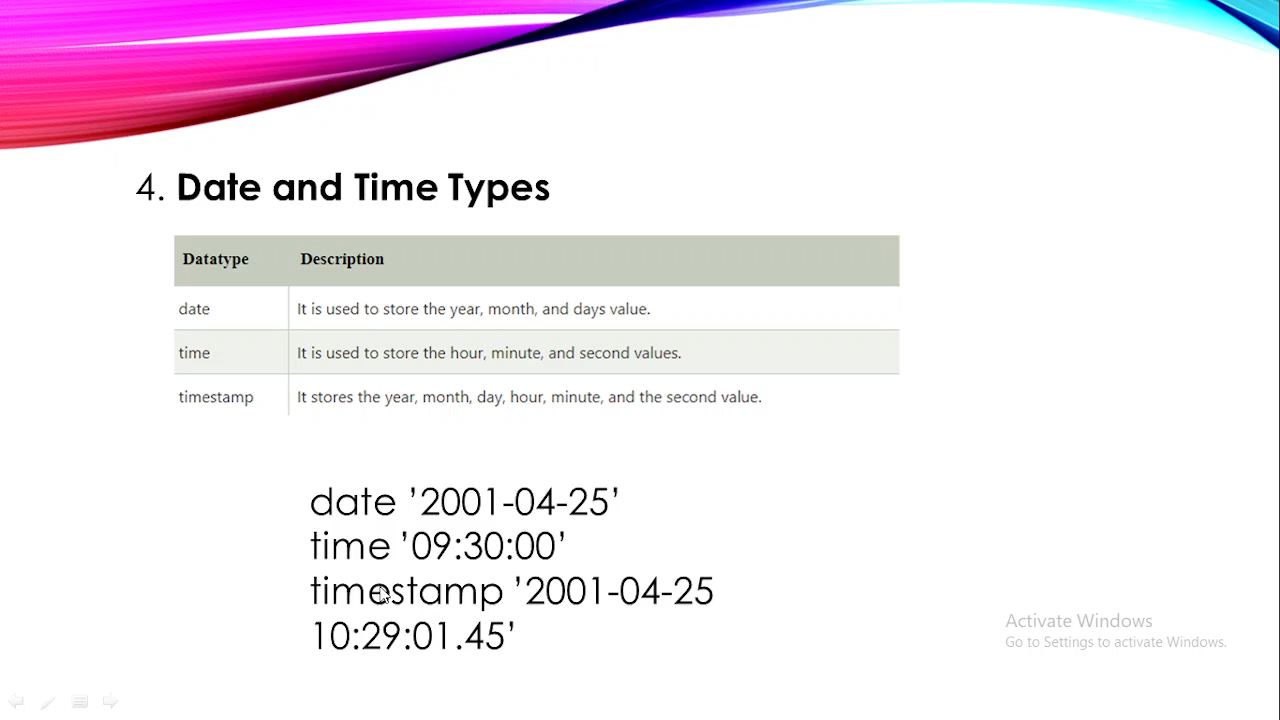 4. Date and Time Types
Datatype Description
date It is used to store the year, month, and days value.
time It is used to store the hour, minute, and second values.
timestamp It stores the year, month, day, hour, minute, and the second value.
date ’2001-04-25’
time ’09:30:00’
timestamp ’2001-04-25
10:29:01.45’
Activate Windows
Go to Settings to activate Windows.